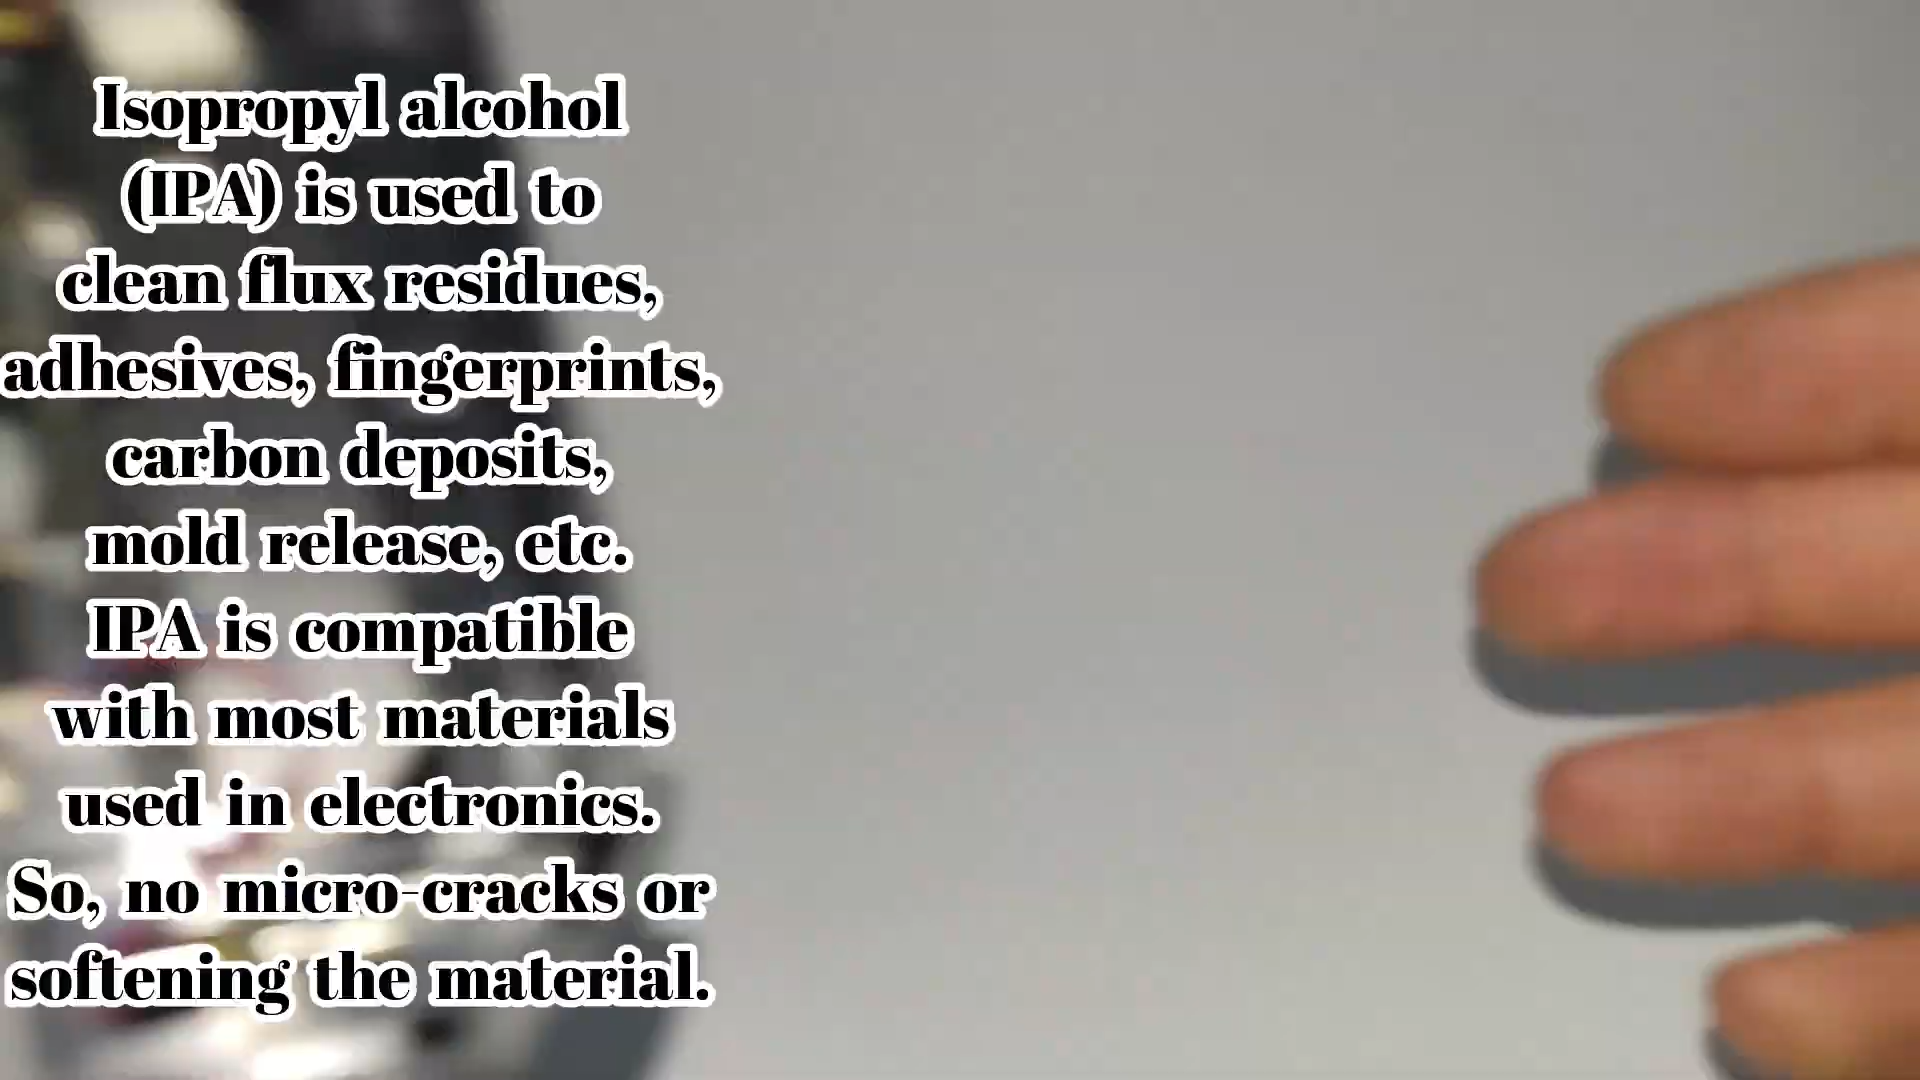 Isopropyl alcohol
(IPA) is used to
clean flux residues,
adhesives, fingerprints,
carbon deposits,
mold release, etc.
IPA is compatible
with most materials
used in electronics.
So, no micro-cracks or
softening the material.